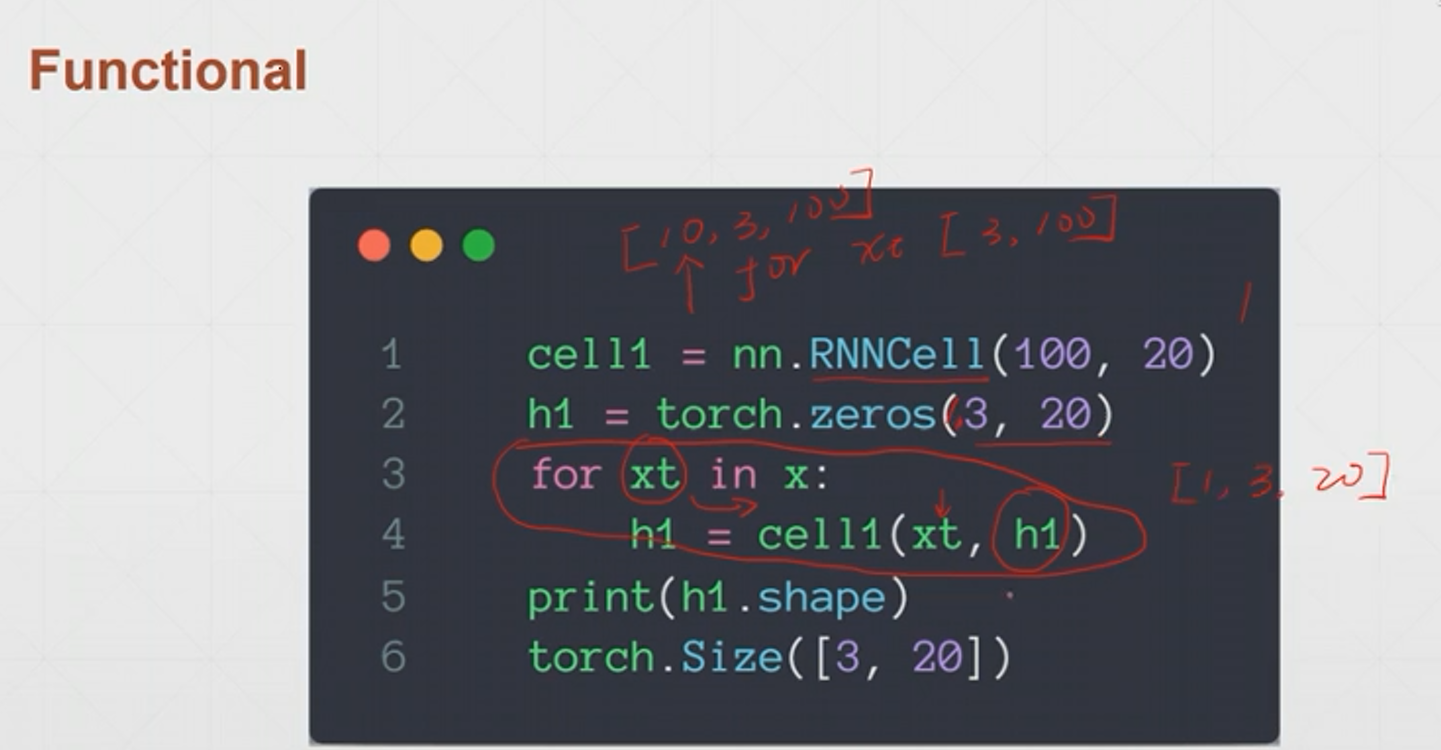 Functional
[10, 3, 100]
for xt [3, 100]
1 cell1 = nn.RNNCell(100, 20)
2 h1 = torch.zeros(3, 20)
3 for xt in x:
[1, 3, 20]
4 h1 = cell1(xt, h1)
5 print(h1.shape)
6 torch.Size([3, 20])